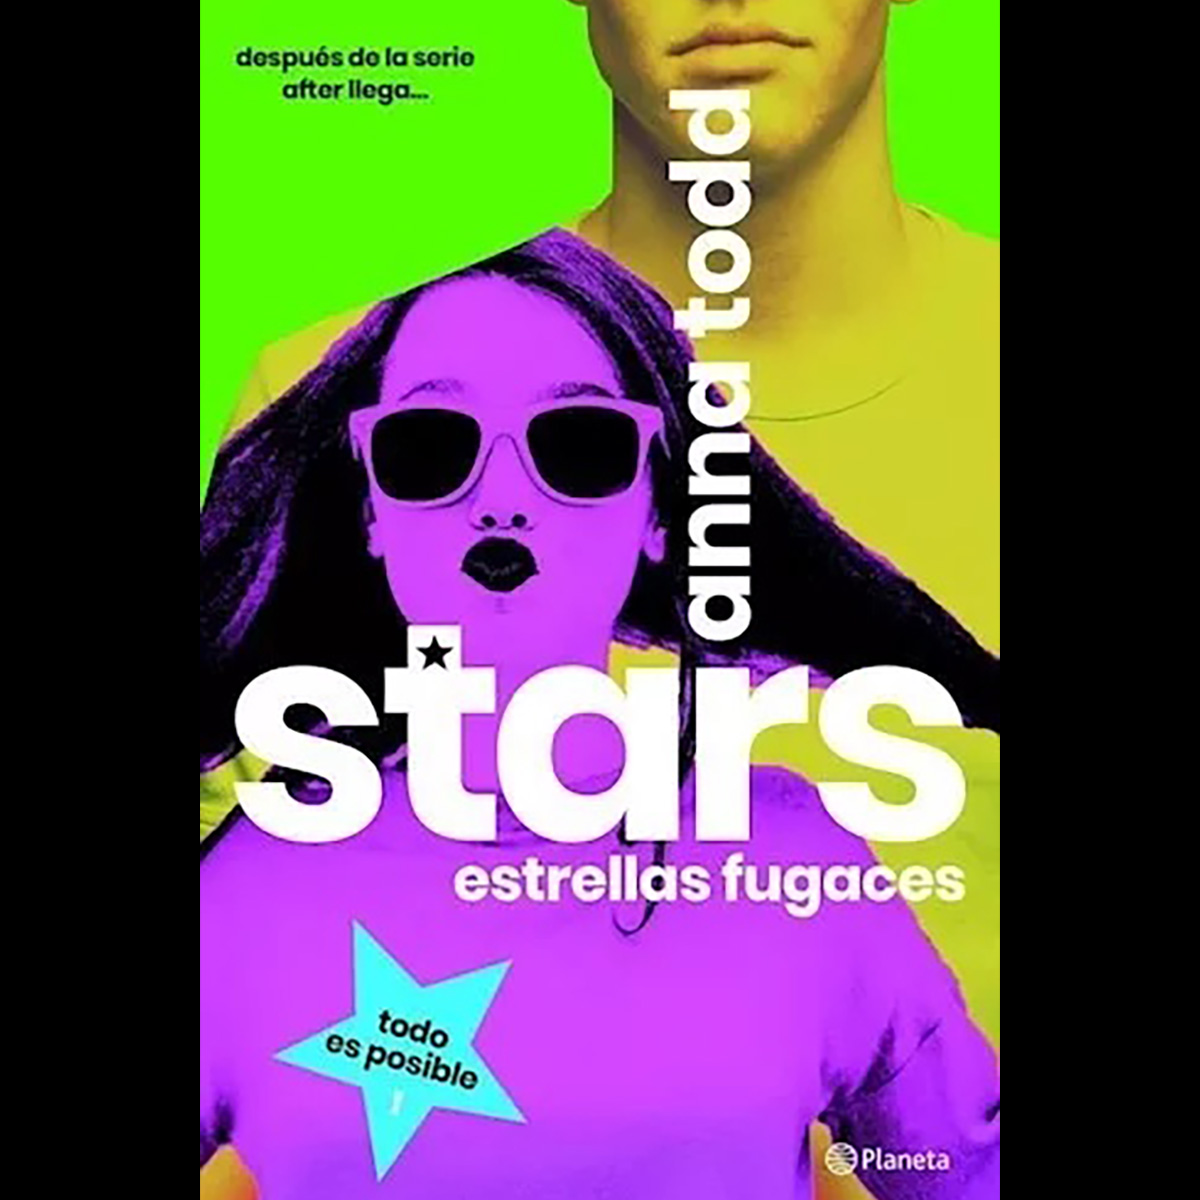 después de la serie
after llega...
anna todd
stars
estrellas fugaces
todo
es posible
Planeta